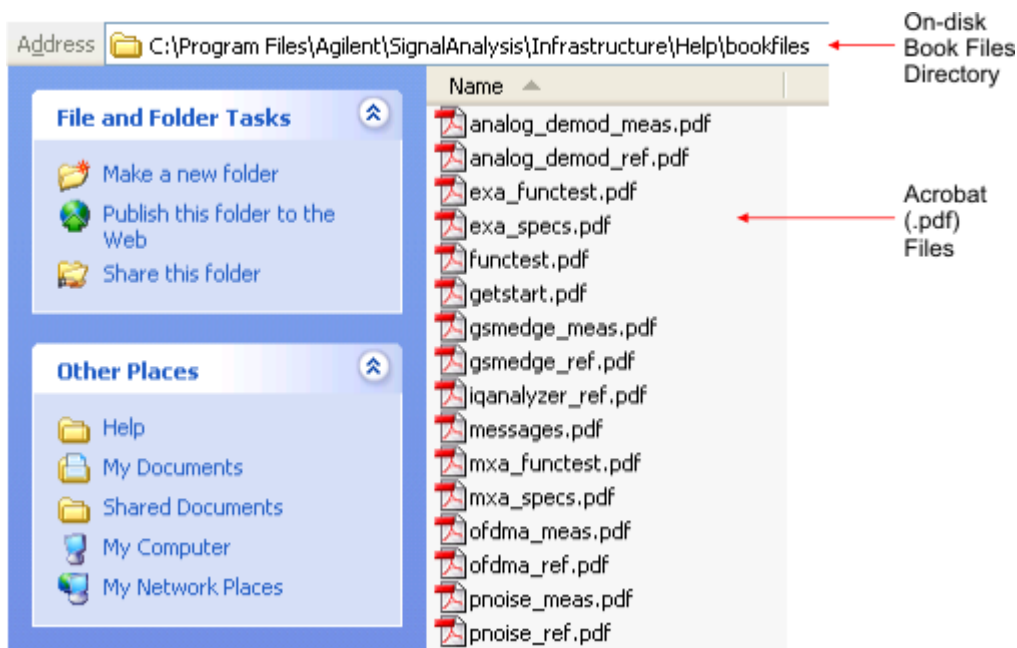 Address C:\Program Files\Agilent\SignalAnalysis\Infrastructure\Help\bookfiles
On-disk
Book Files
Directory
File and Folder Tasks
Make a new folder
Publish this folder to the
Web
Share this folder
Other Places
Help
My Documents
Shared Documents
My Computer
My Network Places
Name
analog_demod_meas.pdf
analog_demod_ref.pdf
exa_functest.pdf
exa_specs.pdf
functest.pdf
getstart.pdf
gsmedge_meas.pdf
gsmedge_ref.pdf
iqanalyzer_ref.pdf
messages.pdf
mxa_functest.pdf
mxa_specs.pdf
ofdma_meas.pdf
ofdma_ref.pdf
pnoise_meas.pdf
pnoise_ref.pdf
Acrobat
(.pdf)
Files